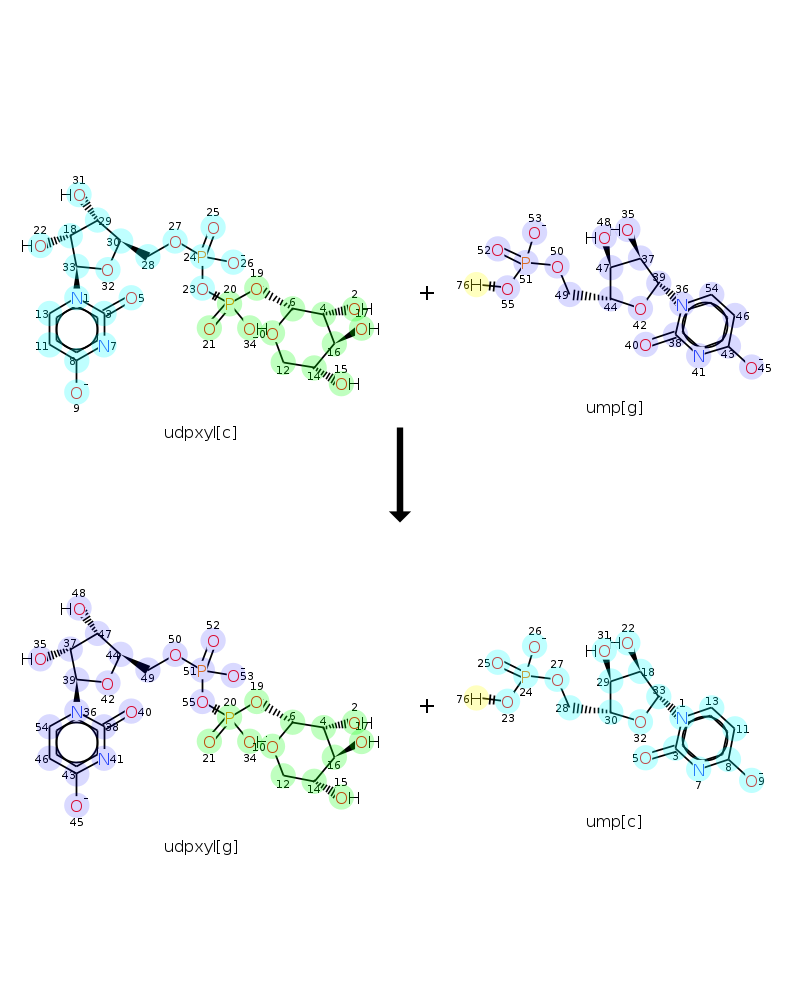 31
HO
22
HO
18
29
30
33
32
O
28
27
O
25
O
24
P
O
-
26
23
O
19
O
20
P
21
O
34
OH
6
10
O
4
2
OH
17
OH
16
12
14
15
OH
N
1
3
O
5
13
11
N
7
8
O
-
9
udpxyl[c]
+
53
O
-
52
O
51
P
50
O
76
H
O
55
49
48
HO
35
HO
47
37
39
44
O
42
36
N
54
46
38
40
O
N
41
43
O
-
45
ump[g]
48
HO
35
HO
37
47
44
39
O
42
49
50
O
52
O
51
P
O
-
53
55
O
19
O
20
P
21
O
34
OH
6
10
O
4
2
OH
17
OH
16
12
14
15
OH
36
N
38
O
40
54
46
N
41
43
O
-
45
udpxyl[g]
+
26
O
-
25
O
24
P
27
O
76
H
O
23
28
31
HO
22
HO
29
18
33
30
O
32
N
1
13
11
3
5
O
N
7
8
O
-
9
ump[c]